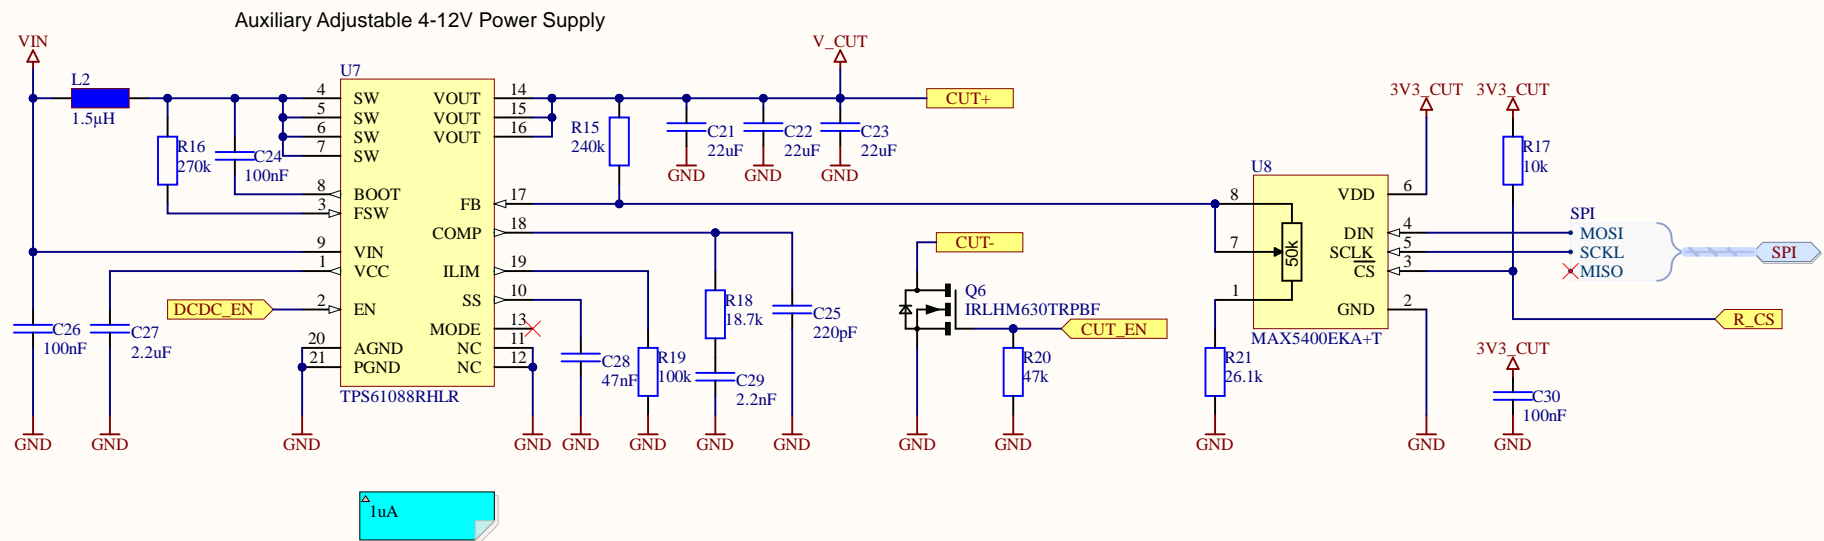 Auxiliary Adjustable 4-12V Power Supply
VIN
V_CUT
U7
L2
1.5µH
4 SW VOUT 14
5 SW VOUT 15
6 SW VOUT 16
7 SW
8 BOOT
3 FSW FB 17
COMP 18
9 VIN
1 VCC ILIM 19
SS 10
2 EN
MODE 13
20 AGND NC 11
21 PGND NC 12
TPS61088RHLR
R16
270k
C24
100nF
DCDC_EN
C26
100nF
C27
2.2uF
GND
GND
GND
GND
GND
GND
GND
GND
R15
240k
C21
22uF
GND
C22
22uF
GND
C23
22uF
GND
CUT+
C28
47nF
R19
100k
R18
18.7k
C29
2.2nF
C25
220pF
CUT-
Q6
IRLHM630TRPBF
CUT_EN
R20
47k
GND
GND
U8
8
7
1
50k
VDD 6
DIN 4
SCLK 5
CS 3
GND 2
MAX5400EKA+T
R21
26.1k
GND
GND
3V3_CUT
3V3_CUT
R17
10k
SPI
MOSI
SCKL
MISO
SPI
R_CS
3V3_CUT
C30
100nF
GND
1uA